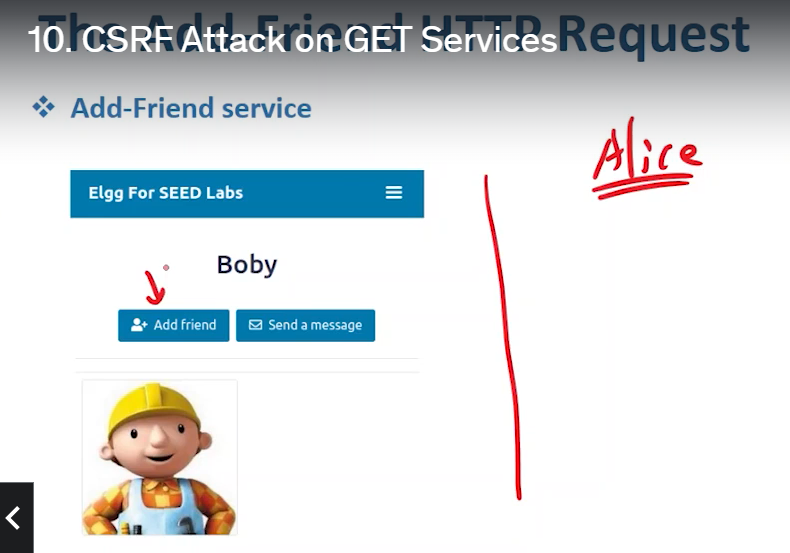 The Add-Friend HTTP Request
10. CSRF Attack on GET Services
❖ Add-Friend service
Alice
Elgg For SEED Labs
Boby
Add friend
Send a message